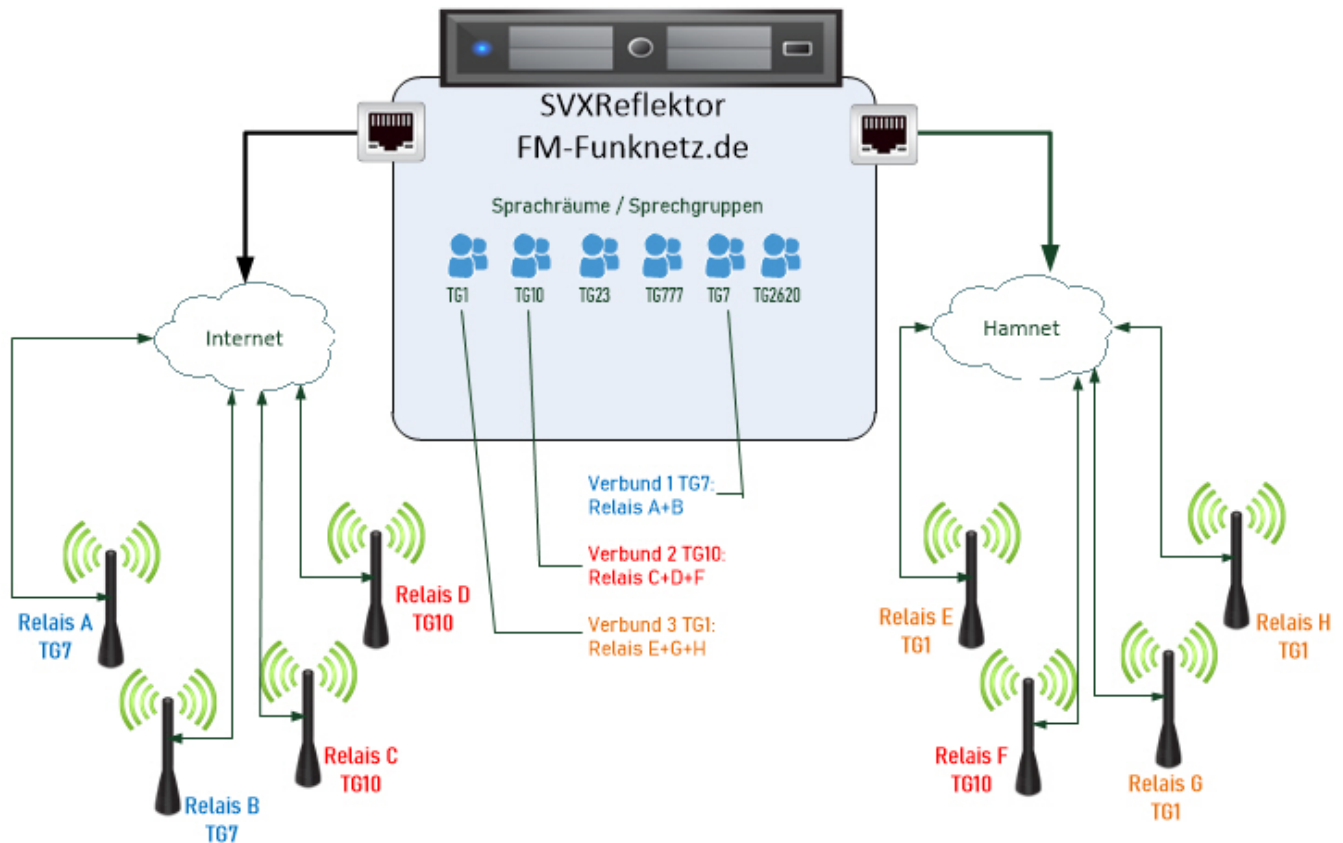 SVXReflektor
FM-Funknetz.de
Sprachräume / Sprechgruppen
TG1 TG10 TG23 TG777 TG7 TG2620
Internet
Hamnet
Verbund 1 TG7:
Relais A+B
Verbund 2 TG10:
Relais C+D+F
Verbund 3 TG1:
Relais E+G+H
Relais A
TG7
Relais B
TG7
Relais C
TG10
Relais D
TG10
Relais E
TG1
Relais F
TG10
Relais G
TG1
Relais H
TG1